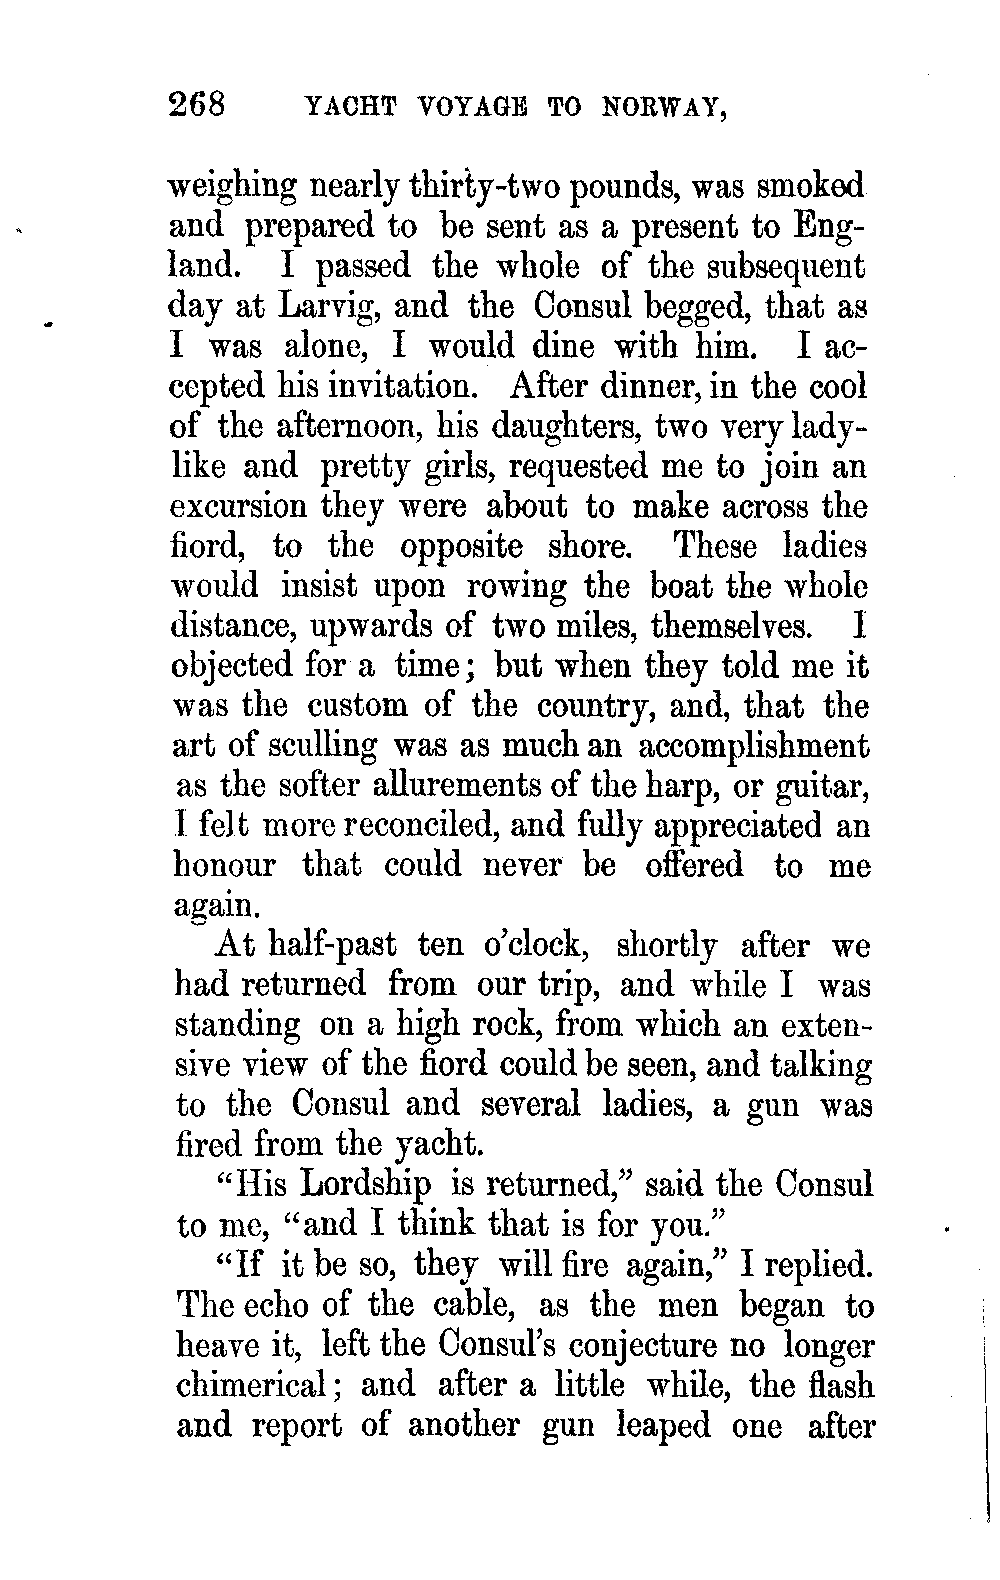 268 YACHT VOYAGE TO NORWAY,
weighing nearly thirty-two pounds, was smoked
and prepared to be sent as a present to Eng-
land. I passed the whole of the subsequent
day at Larvig, and the Consul begged, that as
I was alone, I would dine with him. I ac-
cepted his invitation. After dinner, in the cool
of the afternoon, his daughters, two very lady-
like and pretty girls, requested me to join an
excursion they were about to make across the
fiord, to the opposite shore. These ladies
would insist upon rowing the boat the whole
distance, upwards of two miles, themselves. I
objected for a time; but when they told me it
was the custom of the country, and, that the
art of sculling was as much an accomplishment
as the softer allurements of the harp, or guitar,
I felt more reconciled, and fully appreciated an
honour that could never be offered to me
again.
At half-past ten o'clock, shortly after we
had returned from our trip, and while I was
standing on a high rock, from which an exten-
sive view of the fiord could be seen, and talking
to the Consul and several ladies, a gun was
fired from the yacht.
“His Lordship is returned,” said the Consul
to me, “and I think that is for you.”
“If it be so, they will fire again,” I replied.
The echo of the cable, as the men began to
heave it, left the Consul's conjecture no longer
chimerical; and after a little while, the flash
and report of another gun leaped one after